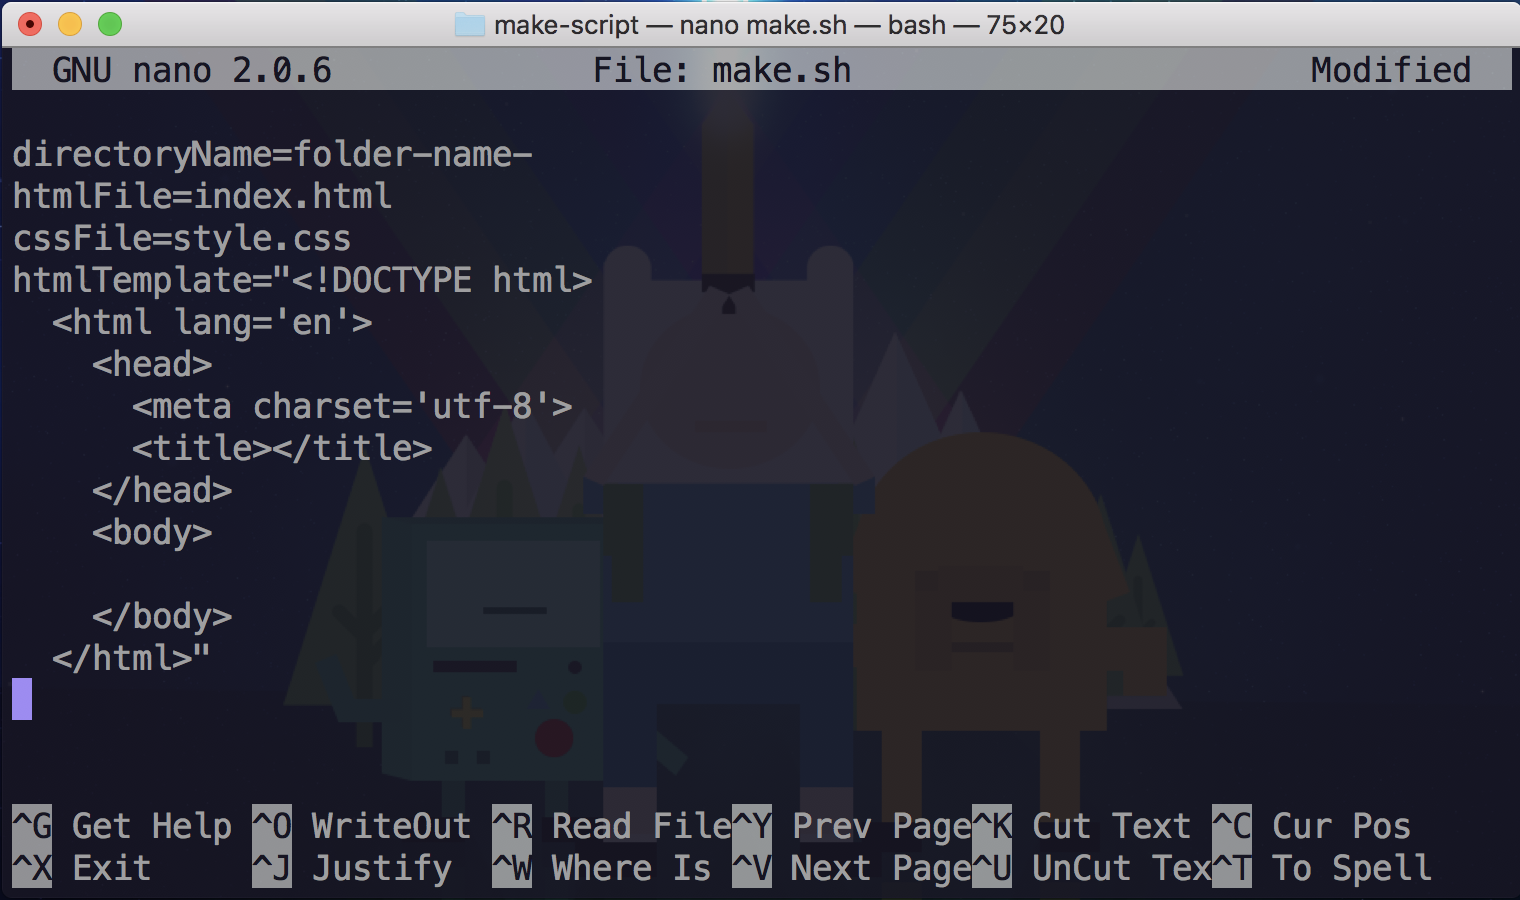 make-script — nano make.sh — bash — 75×20
GNU nano 2.0.6 File: make.sh Modified
directoryName=folder-name-
htmlFile=index.html
cssFile=style.css
htmlTemplate="<!DOCTYPE html>
  <html lang='en'>
    <head>
      <meta charset='utf-8'>
      <title></title>
    </head>
    <body>

    </body>
  </html>"
^G Get Help ^O WriteOut ^R Read File ^Y Prev Page ^K Cut Text ^C Cur Pos
^X Exit ^J Justify ^W Where Is ^V Next Page ^U UnCut Tex ^T To Spell